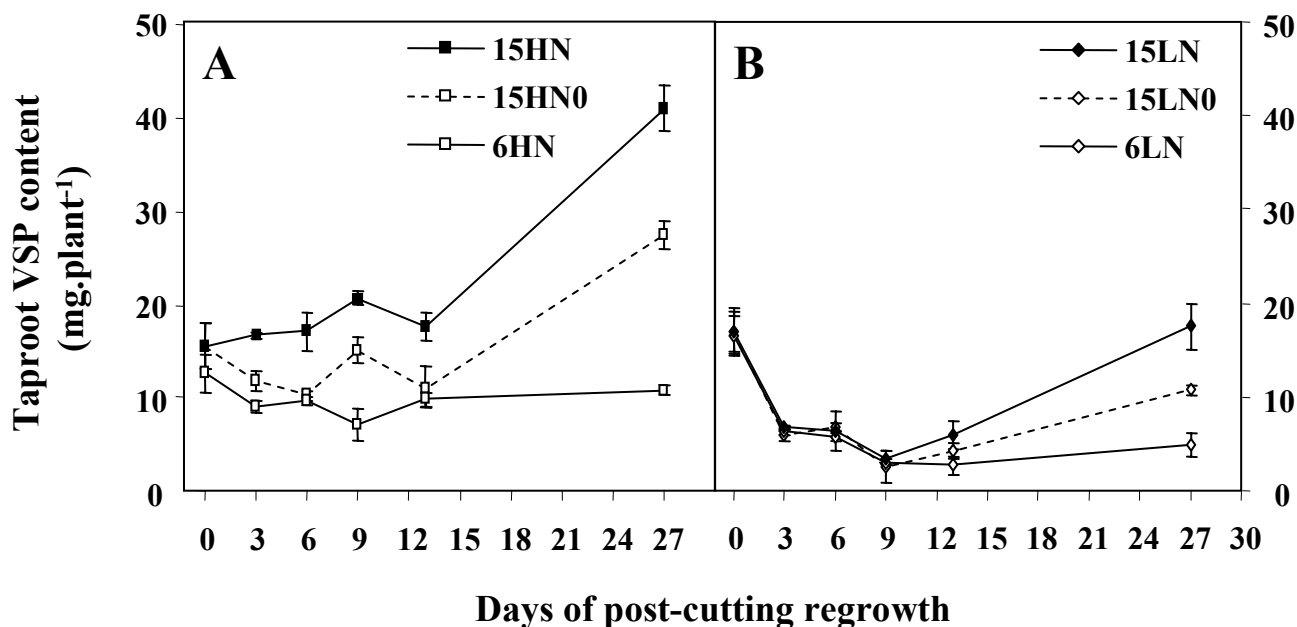 Taproot VSP content
(mg.plant⁻¹)
50
40
30
20
10
0
A
15HN
15HN0
6HN
0 3 6 9 12 15 18 21 24 27
B
15LN
15LN0
6LN
50
40
30
20
10
0
0 3 6 9 12 15 18 21 24 27 30
Days of post-cutting regrowth